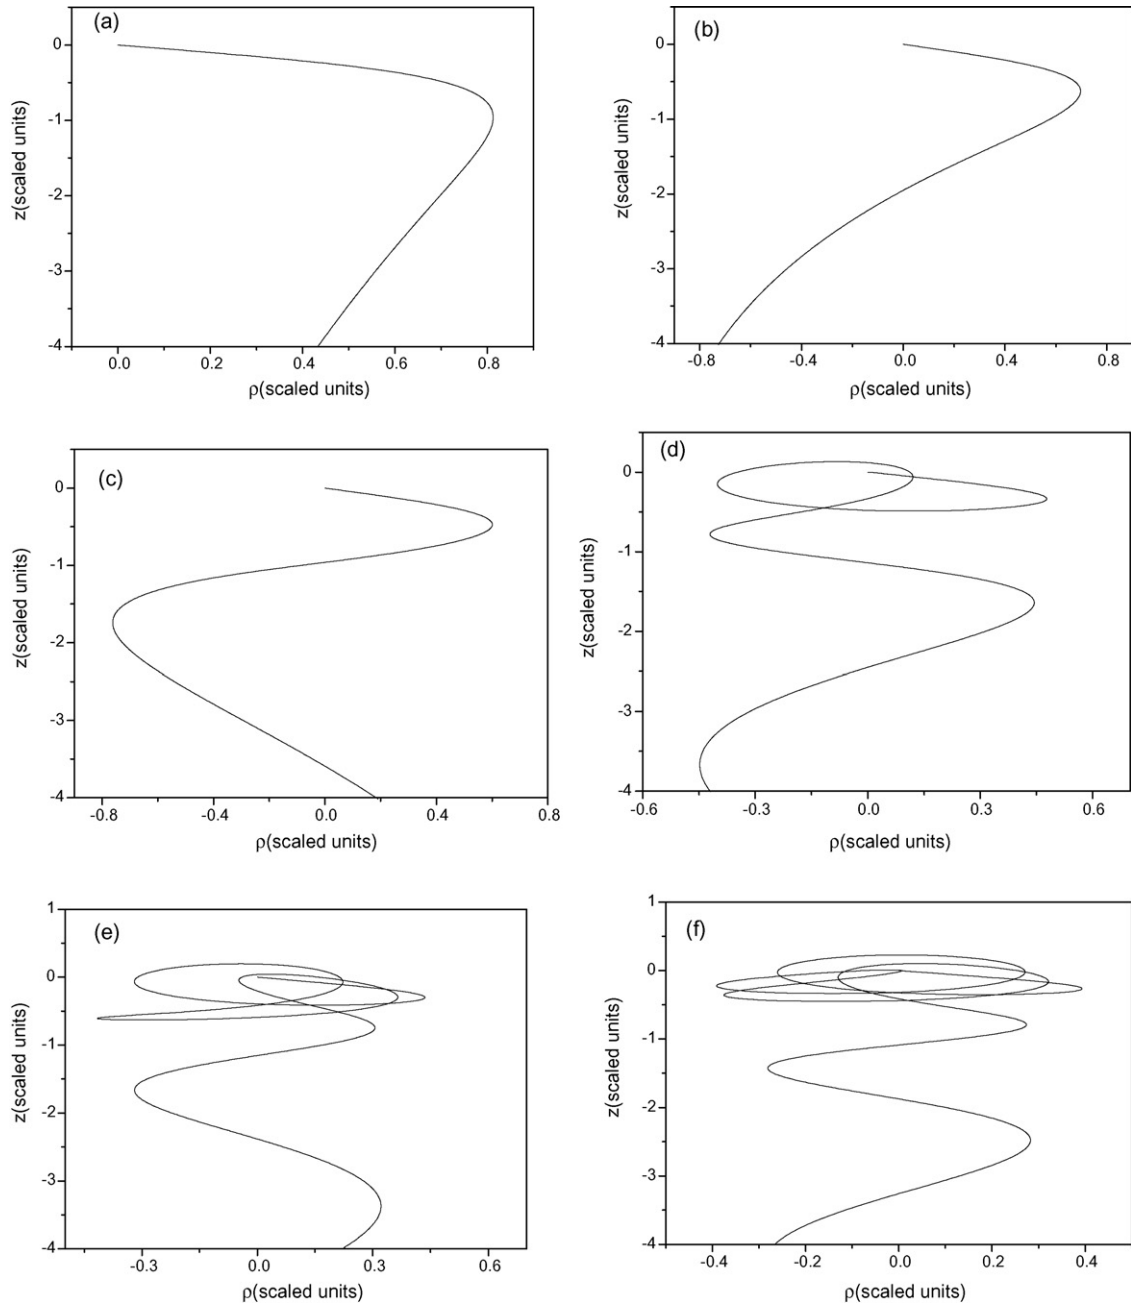 (a)
0
-1
-2
-3
-4
z(scaled units)
0.0 0.2 0.4 0.6 0.8
ρ(scaled units)
(b)
0
-1
-2
-3
-4
z(scaled units)
-0.8 -0.4 0.0 0.4 0.8
ρ(scaled units)
(c)
0
-1
-2
-3
-4
z(scaled units)
-0.8 -0.4 0.0 0.4 0.8
ρ(scaled units)
(d)
0
-1
-2
-3
-4
z(scaled units)
-0.6 -0.3 0.0 0.3 0.6
ρ(scaled units)
(e)
1
0
-1
-2
-3
-4
z(scaled units)
-0.3 0.0 0.3 0.6
ρ(scaled units)
(f)
1
0
-1
-2
-3
-4
z(scaled units)
-0.4 -0.2 0.0 0.2 0.4
ρ(scaled units)